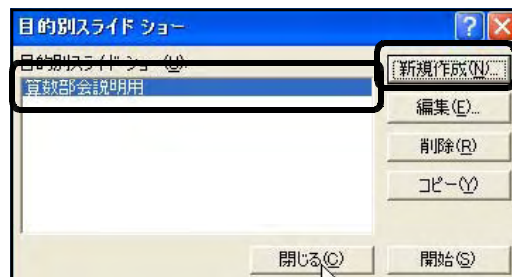 目的別スライド ショー
目的別スライド ショー(U):
算数部会説明用
新規作成(N)...
編集(E)...
削除(R)
コピー(Y)
閉じる(C)
開始(S)